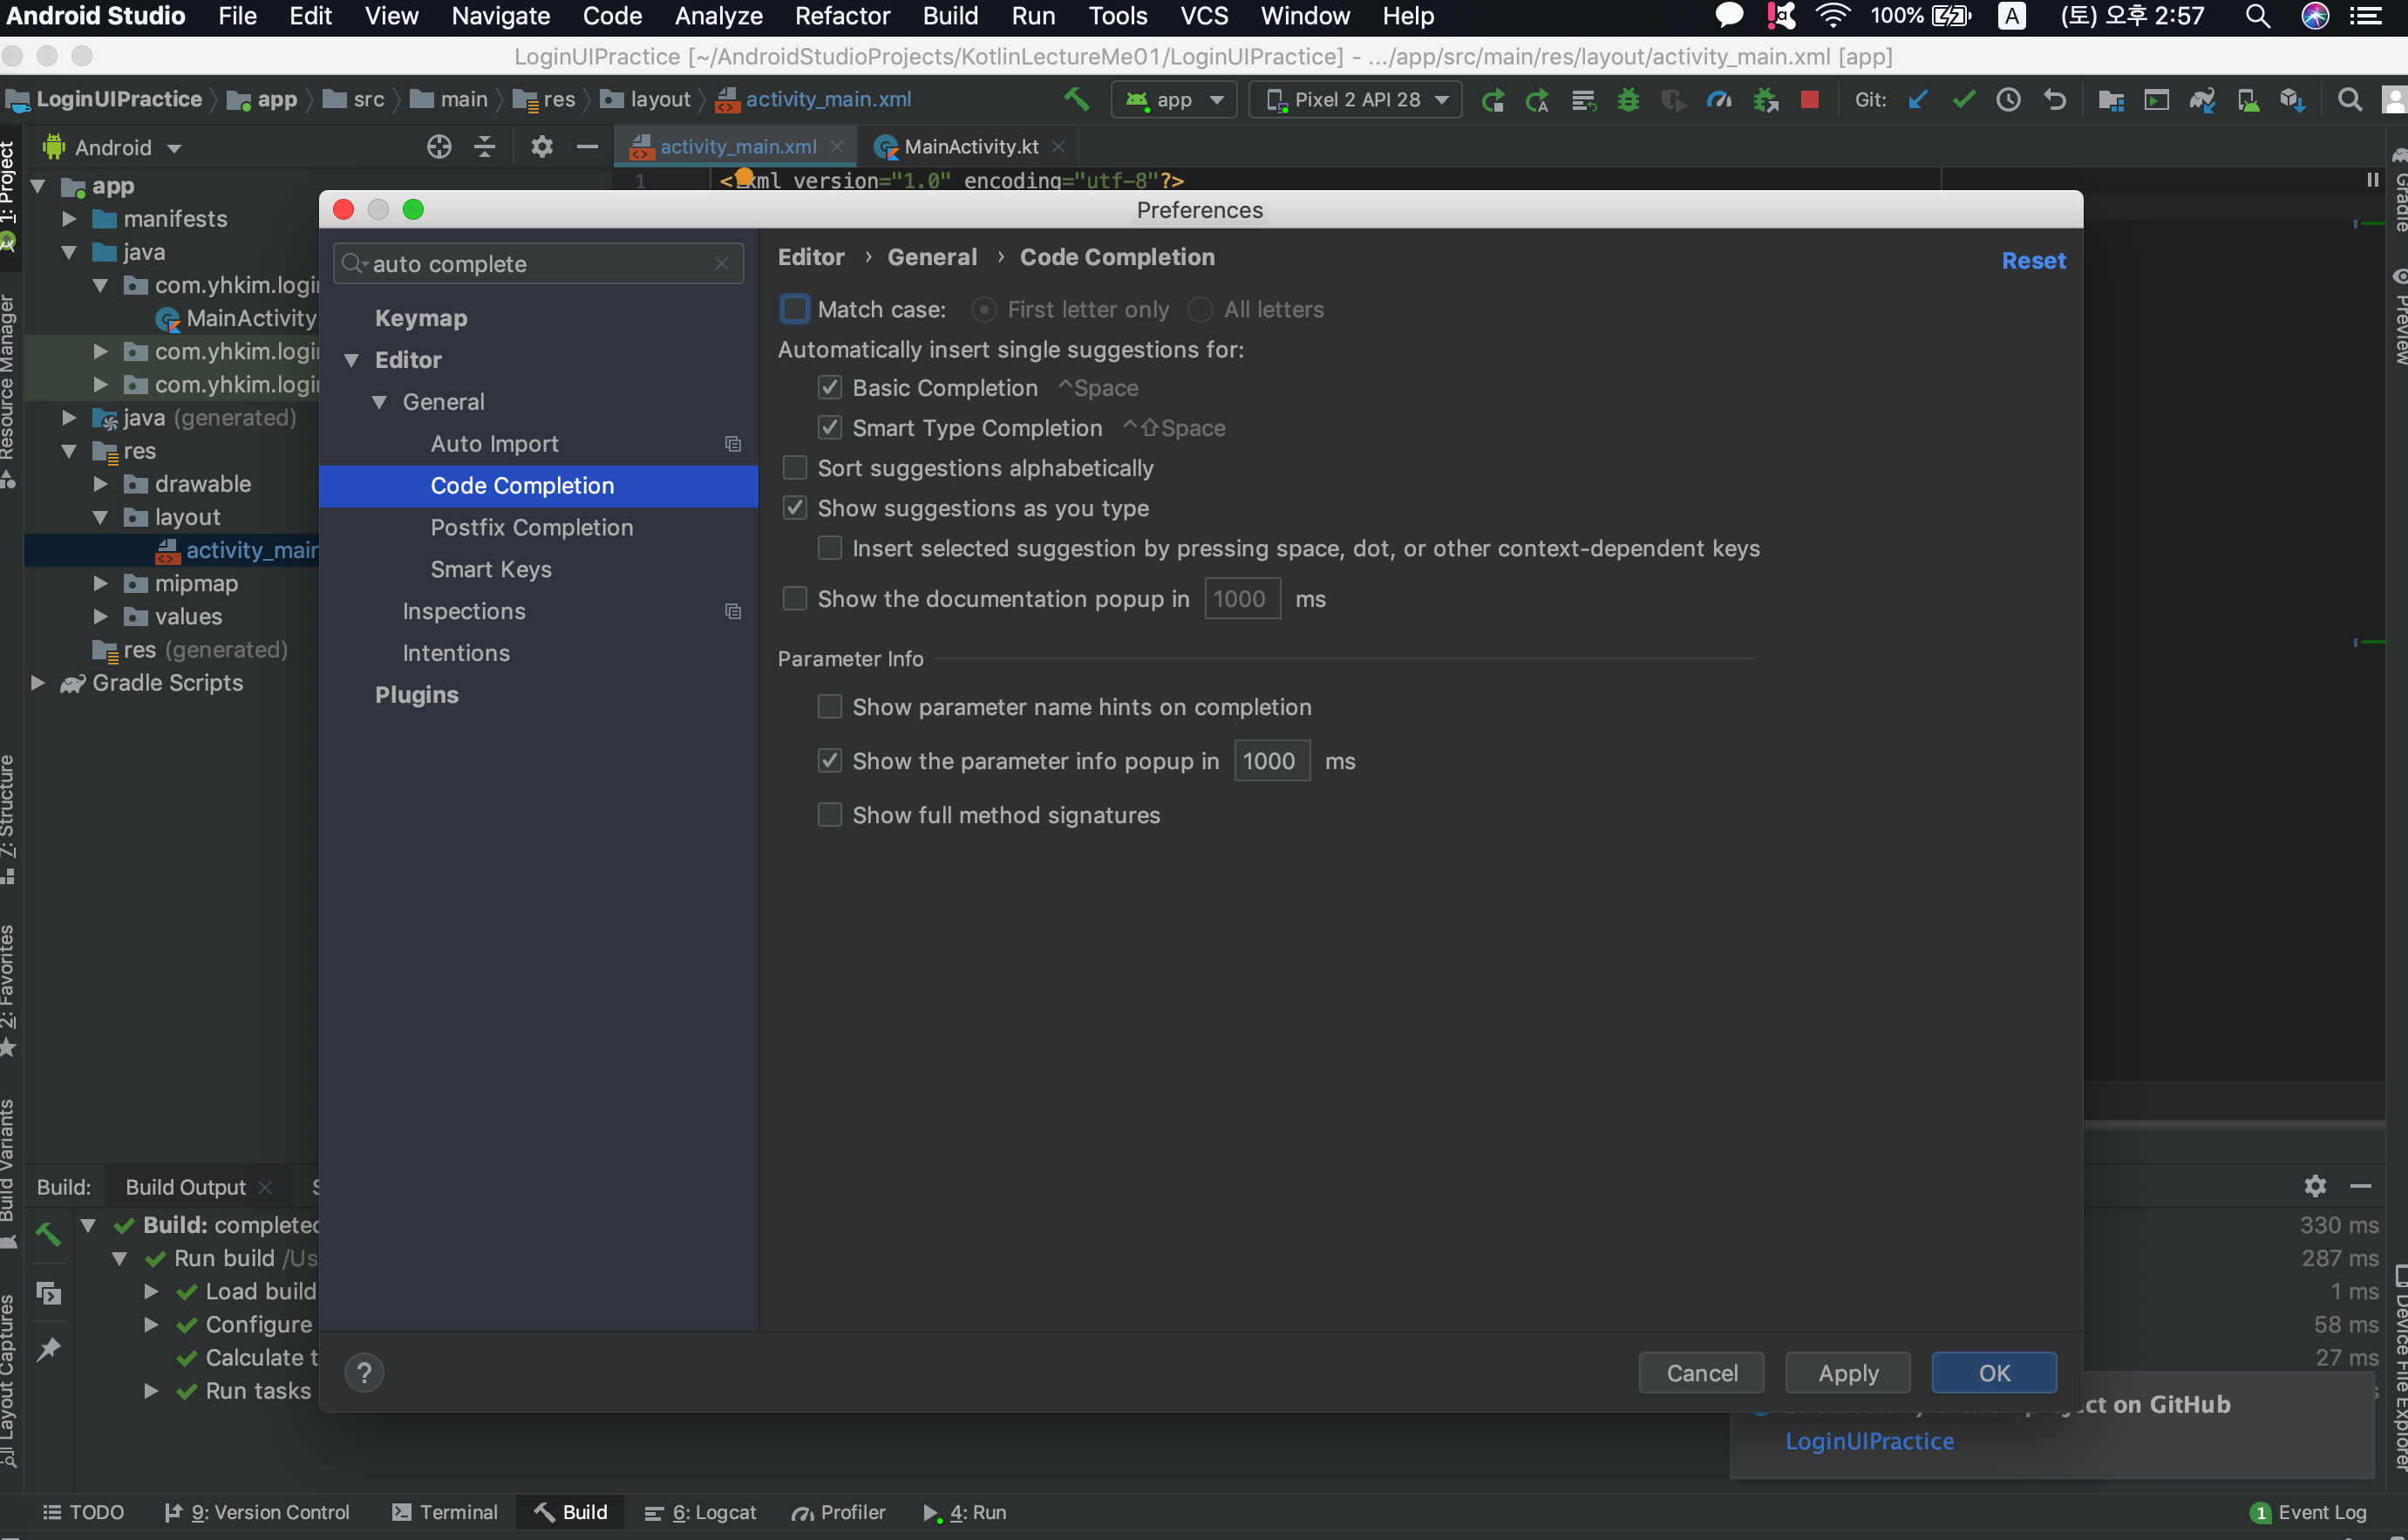 Android Studio File Edit View Navigate Code Analyze Refactor Build Run Tools VCS Window Help 100% A (토) 오후 2:57
LoginUIPractice [~/AndroidStudioProjects/KotlinLectureMe01/LoginUIPractice] - .../app/src/main/res/layout/activity_main.xml [app]
LoginUIPractice app src main res layout activity_main.xml app Pixel 2 API 28 Git:
Android activity_main.xml MainActivity.kt
1 <?xml version="1.0" encoding="utf-8"?>
1: Project
Resource Manager
7: Structure
2: Favorites
Build Variants
Layout Captures
app
manifests
java
com.yhkim.logi
MainActivity
com.yhkim.logi
com.yhkim.logi
java (generated)
res
drawable
layout
activity_mair
mipmap
values
res (generated)
Gradle Scripts
Preferences
auto complete
Keymap
Editor
General
Auto Import
Code Completion
Postfix Completion
Smart Keys
Inspections
Intentions
Plugins
Editor › General › Code Completion
Reset
Match case: First letter only All letters
Automatically insert single suggestions for:
Basic Completion ^Space
Smart Type Completion ^⇧Space
Sort suggestions alphabetically
Show suggestions as you type
Insert selected suggestion by pressing space, dot, or other context-dependent keys
Show the documentation popup in 1000 ms
Parameter Info
Show parameter name hints on completion
Show the parameter info popup in 1000 ms
Show full method signatures
? Cancel Apply OK
Gradle
Preview
Device File Explorer
Build: Build Output
Build: completed 330 ms
Run build /Us 287 ms
Load build 1 ms
Configure 58 ms
Calculate t 27 ms
Run tasks
ct on GitHub
LoginUIPractice
TODO 9: Version Control Terminal Build 6: Logcat Profiler 4: Run 1 Event Log